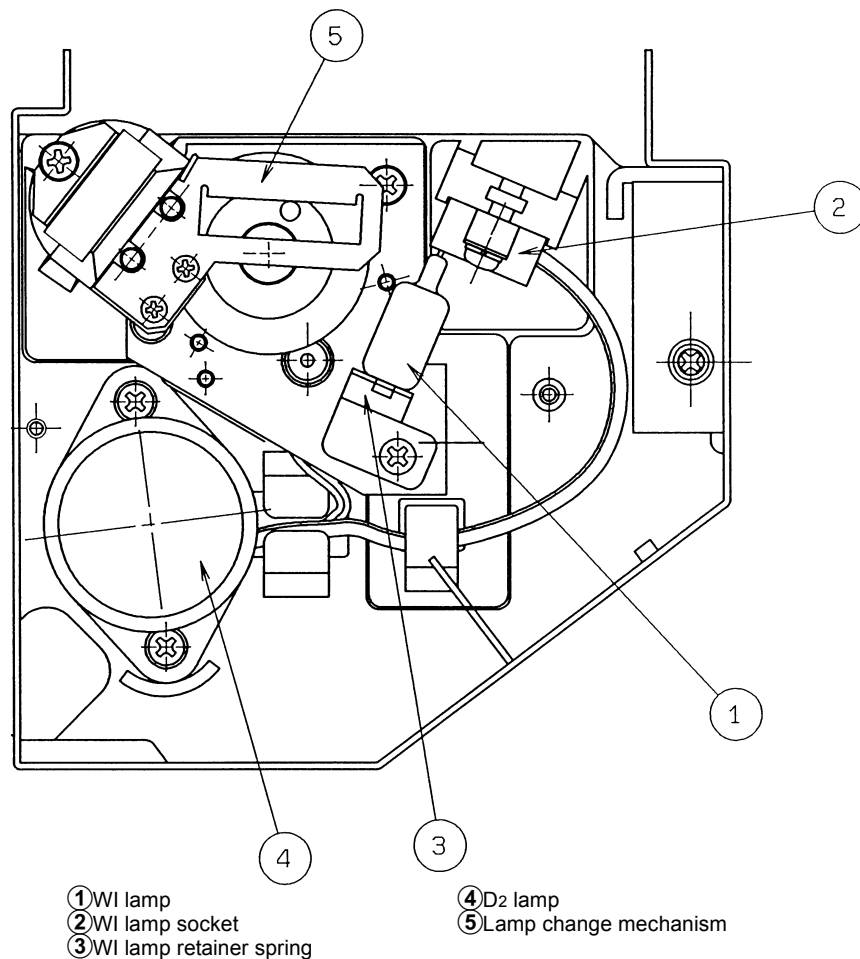 5
2
1
3
4
①WI lamp
②WI lamp socket
③WI lamp retainer spring
④D2 lamp
⑤Lamp change mechanism